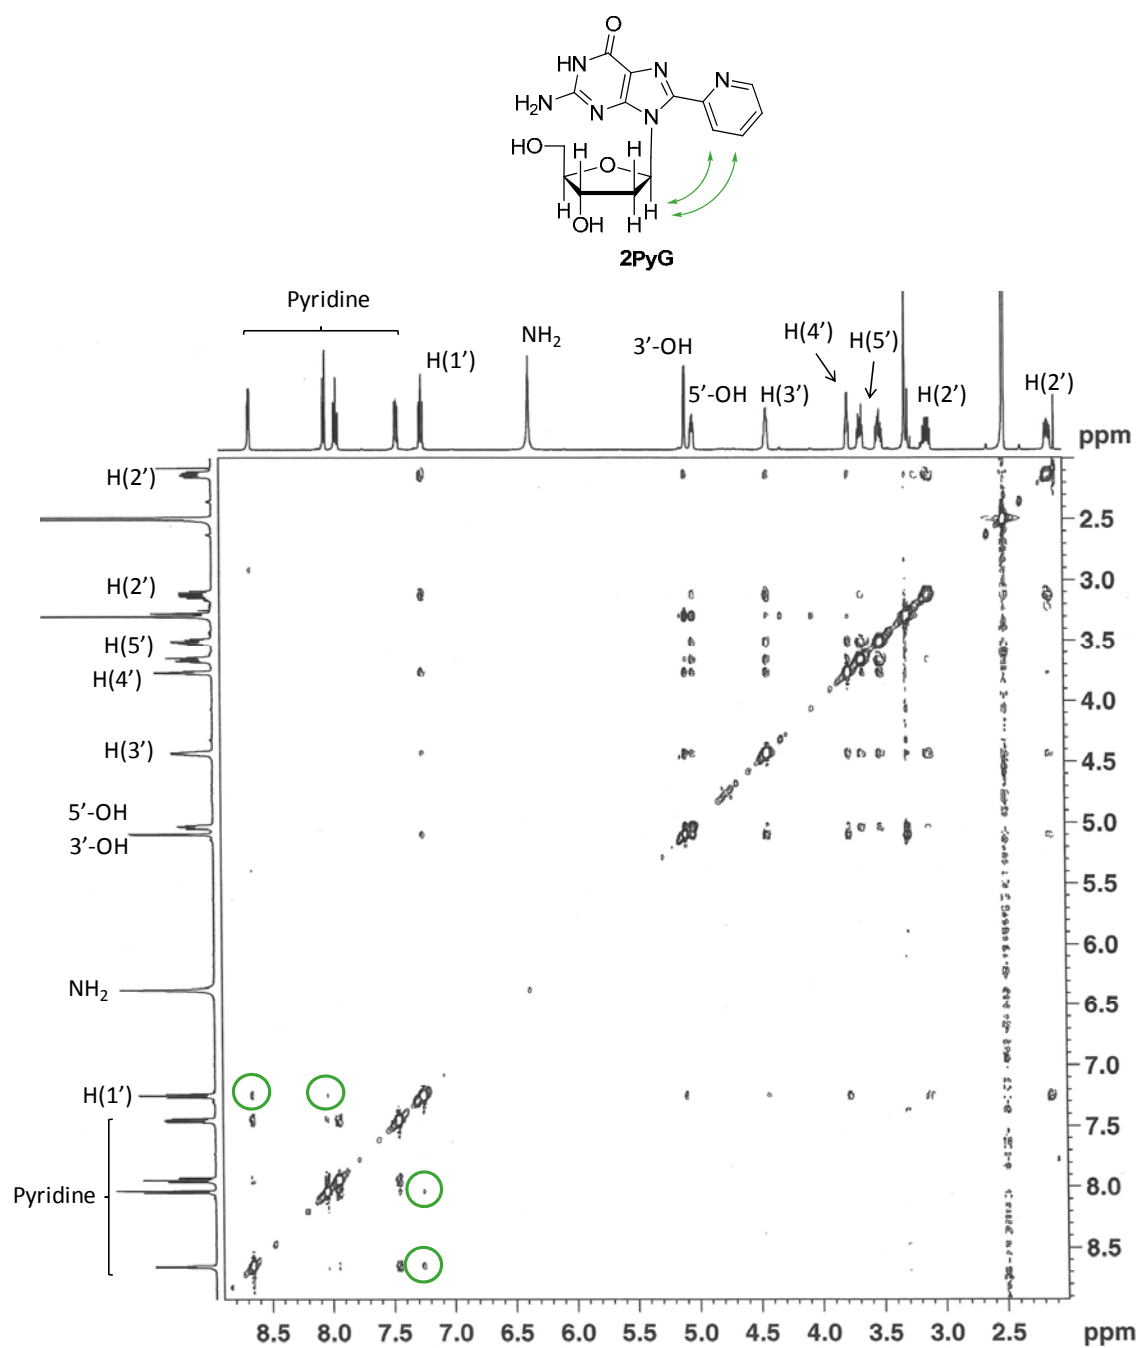 O
HN
N
N
H2N
N
N
HO
H
O
H
H
H
OH
H
2PyG
Pyridine
H(1’)
NH2
3’-OH
5’-OH
H(3’)
H(4’)
H(5’)
H(2’)
H(2’)
ppm
H(2’)
H(2’)
H(5’)
H(4’)
H(3’)
5’-OH
3’-OH
NH2
H(1’)
Pyridine
2.5
3.0
3.5
4.0
4.5
5.0
5.5
6.0
6.5
7.0
7.5
8.0
8.5
8.5 8.0 7.5 7.0 6.5 6.0 5.5 5.0 4.5 4.0 3.5 3.0 2.5 ppm